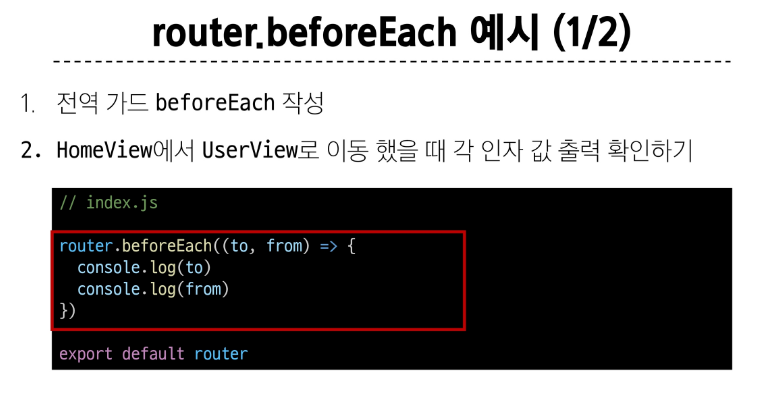 router.beforeEach 예시 (1/2)
1. 전역 가드 beforeEach 작성
2. HomeView에서 UserView로 이동 했을 때 각 인자 값 출력 확인하기
// index.js
router.beforeEach((to, from) => {
  console.log(to)
  console.log(from)
})
export default router